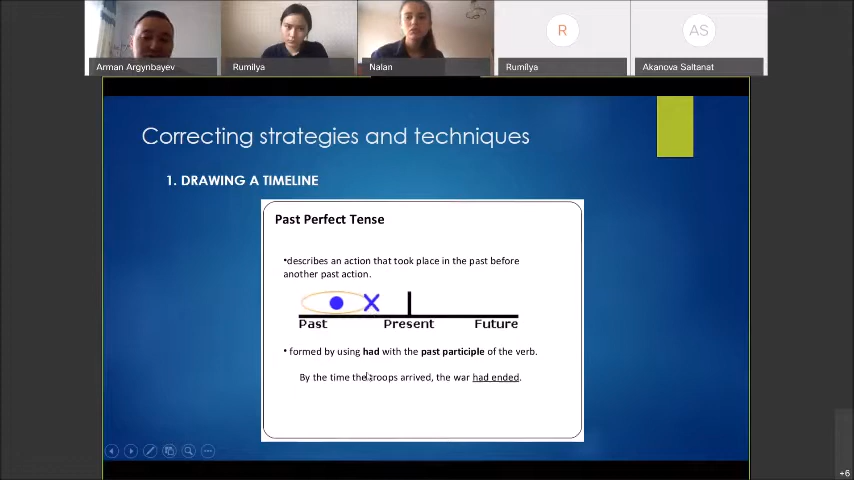 R
AS
Arman Argynbayev
Rumilya
Nalan
Rumilya
Akanova Saltanat
Correcting strategies and techniques
1. DRAWING A TIMELINE
Past Perfect Tense
•describes an action that took place in the past before
another past action.
X
Past Present Future
• formed by using had with the past participle of the verb.
By the time the troops arrived, the war had ended.
+6